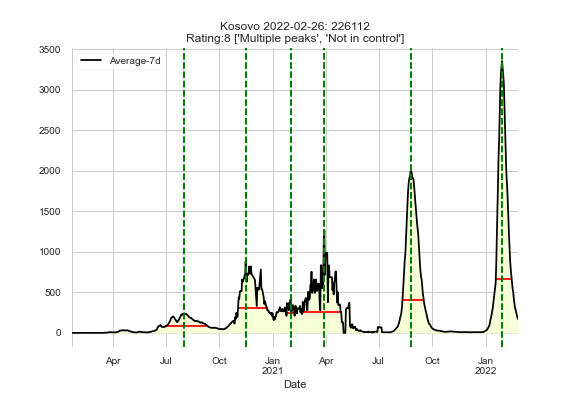 Kosovo 2022-02-26: 226112
Rating:8 ['Multiple peaks', 'Not in control']
Average-7d
3500
3000
2500
2000
1500
1000
500
0
Apr
Jul
Oct
Jan
2021
Apr
Jul
Oct
Jan
2022
Date